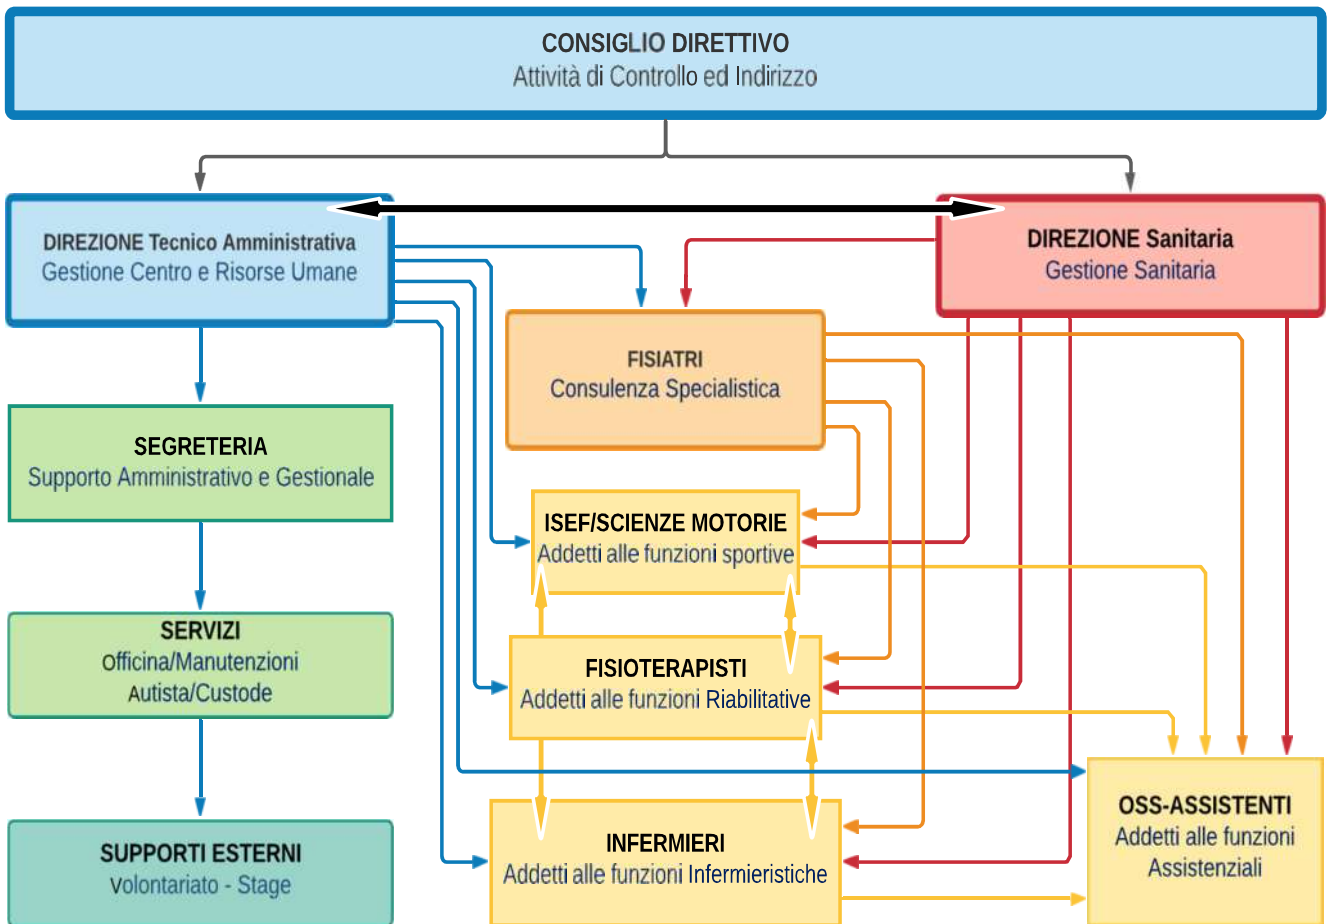 CONSIGLIO DIRETTIVO
Attività di Controllo ed Indirizzo
DIREZIONE Tecnico Amministrativa
Gestione Centro e Risorse Umane
DIREZIONE Sanitaria
Gestione Sanitaria
FISIATRI
Consulenza Specialistica
SEGRETERIA
Supporto Amministrativo e Gestionale
ISEF/SCIENZE MOTORIE
Addetti alle funzioni sportive
SERVIZI
Officina/Manutenzioni
Autista/Custode
FISIOTERAPISTI
Addetti alle funzioni Riabilitative
SUPPORTI ESTERNI
Volontariato - Stage
INFERMIERI
Addetti alle funzioni Infermieristiche
OSS-ASSISTENTI
Addetti alle funzioni
Assistenziali